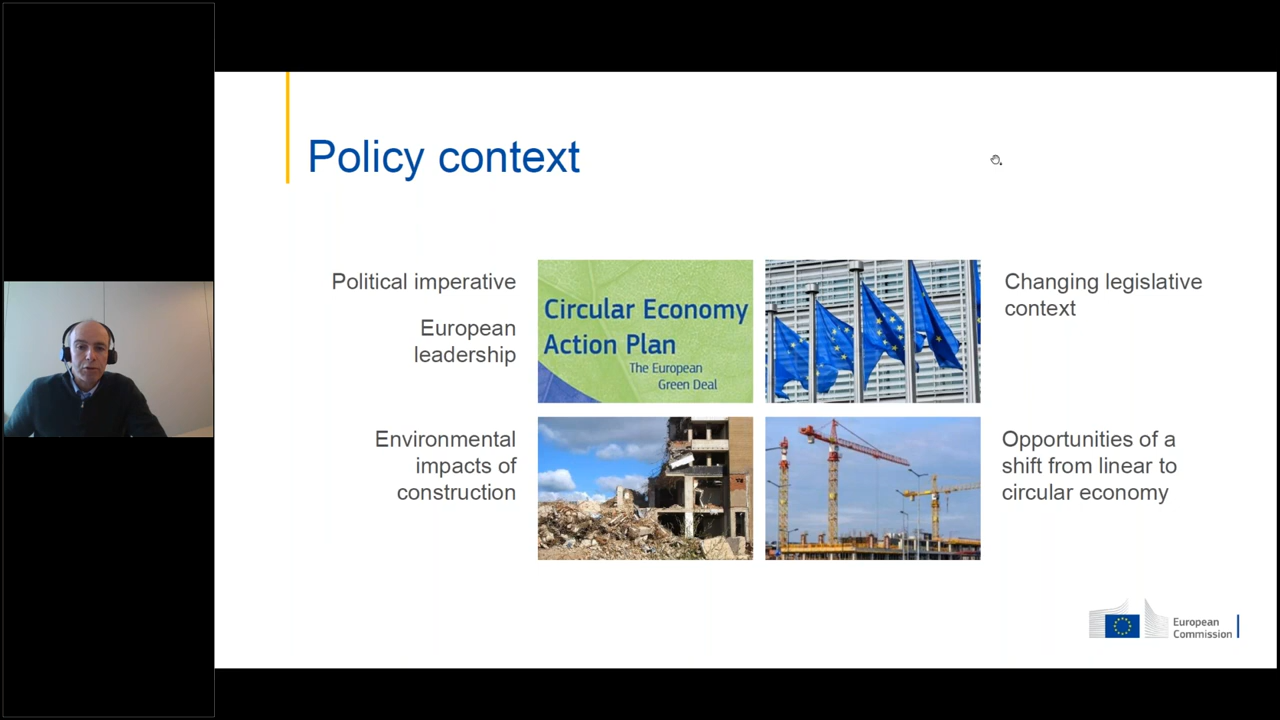 Policy context
Political imperative
European
leadership
Circular Economy
Action Plan
The European
Green Deal
Changing legislative
context
Environmental
impacts of
construction
Opportunities of a
shift from linear to
circular economy
European
Commission